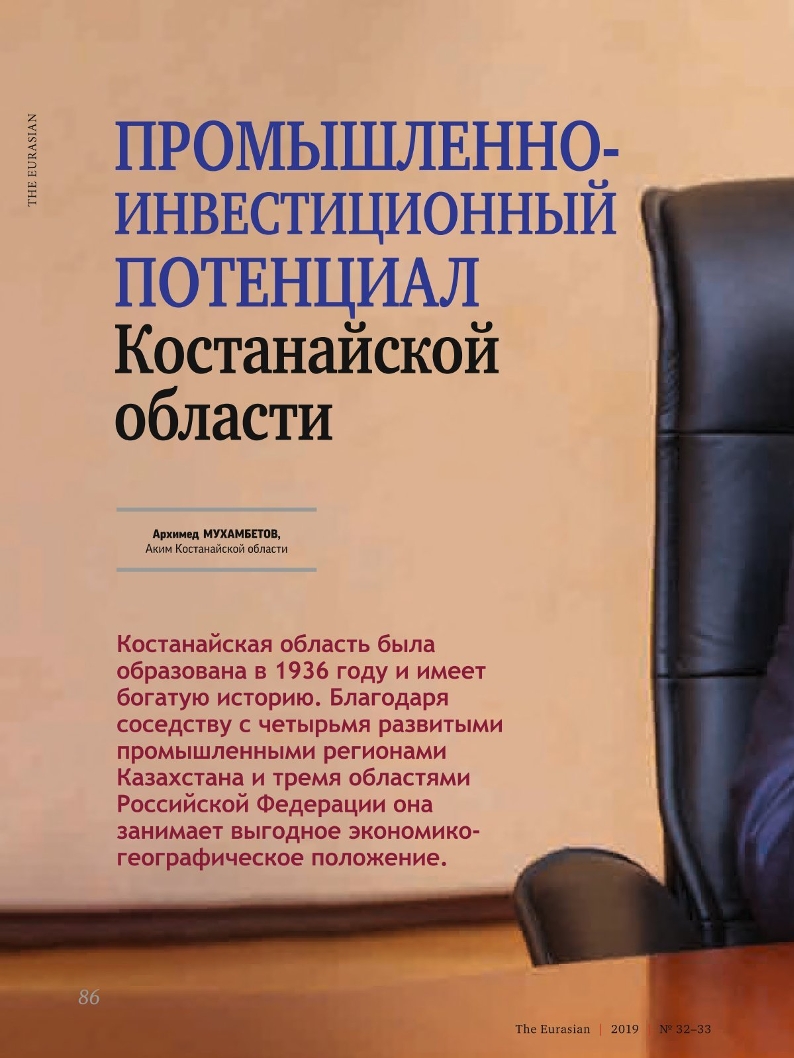 THE EURASIAN
ПРОМЫШЛЕННО-
ИНВЕСТИЦИОННЫЙ
ПОТЕНЦИАЛ
Костанайской
области
Архимед МУХАМБЕТОВ,
Аким Костанайской области
Костанайская область была
образована в 1936 году и имеет
богатую историю. Благодаря
соседству с четырьмя развитыми
промышленными регионами
Казахстана и тремя областями
Российской Федерации она
занимает выгодное экономико-
географическое положение.
86
The Eurasian | 2019 | № 32–33